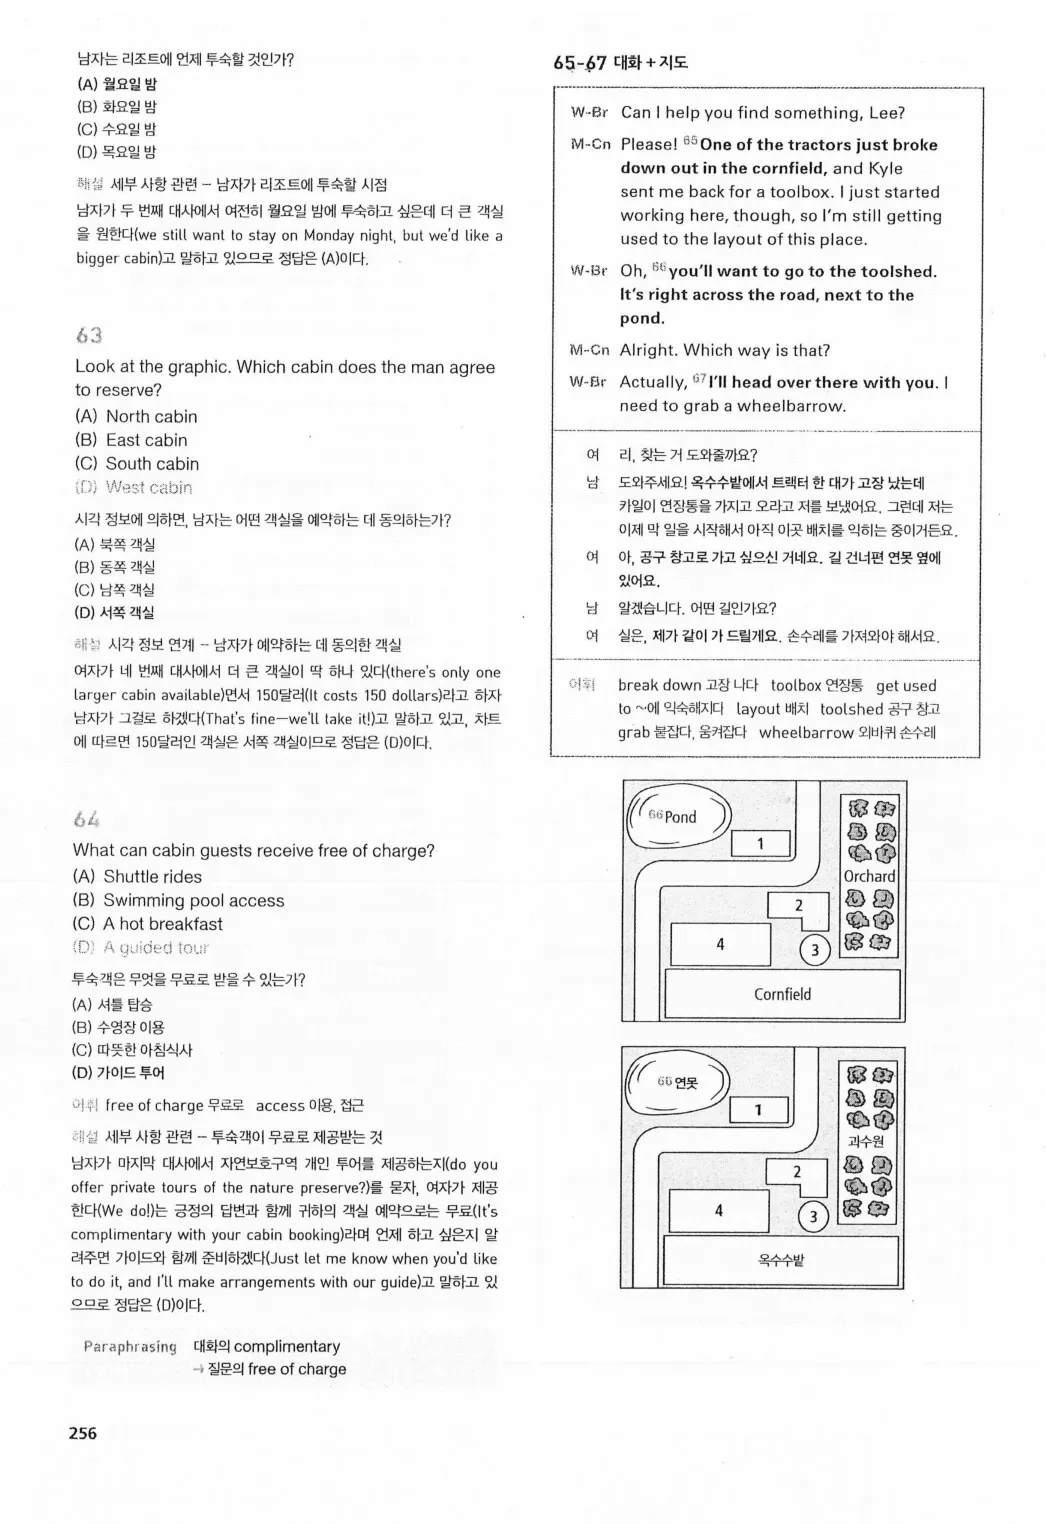 남자는 리조트에 언제 투숙할 것인가?
(A) 월요일 밤
(B) 화요일 밤
(C) 수요일 밤
(D) 목요일 밤
해설 세부 사항 관련 – 남자가 리조트에 투숙할 시점
남자가 두 번째 대사에서 여전히 월요일 밤에 투숙하고 싶은데 더 큰 객실
을 원한다(we still want to stay on Monday night, but we'd like a
bigger cabin)고 말하고 있으므로 정답은 (A)이다.
63
Look at the graphic. Which cabin does the man agree
to reserve?
(A) North cabin
(B) East cabin
(C) South cabin
(D) West cabin
시각 정보에 의하면, 남자는 어떤 객실을 예약하는 데 동의하는가?
(A) 북쪽 객실
(B) 동쪽 객실
(C) 남쪽 객실
(D) 서쪽 객실
해설 시각 정보 연계 – 남자가 예약하는 데 동의한 객실
여자가 네 번째 대사에서 더 큰 객실이 딱 하나 있다(there's only one
larger cabin available)면서 150달러(It costs 150 dollars)라고 하자
남자가 그걸로 하겠다(That's fine—we'll take it!)고 말하고 있고, 차트
에 따르면 150달러인 객실은 서쪽 객실이므로 정답은 (D)이다.
64
What can cabin guests receive free of charge?
(A) Shuttle rides
(B) Swimming pool access
(C) A hot breakfast
(D) A guided tour
투숙객은 무엇을 무료로 받을 수 있는가?
(A) 셔틀 탑승
(B) 수영장 이용
(C) 따뜻한 아침식사
(D) 가이드 투어
어휘 free of charge 무료로 access 이용, 접근
해설 세부 사항 관련 – 투숙객이 무료로 제공받는 것
남자가 마지막 대사에서 자연보호구역 개인 투어를 제공하는지(do you
offer private tours of the nature preserve?)를 묻자, 여자가 제공
한다(We do!)는 긍정의 답변과 함께 귀하의 객실 예약으로는 무료(It's
complimentary with your cabin booking)라며 언제 하고 싶은지 알
려주면 가이드와 함께 준비하겠다(Just let me know when you'd like
to do it, and I'll make arrangements with our guide)고 말하고 있
으므로 정답은 (D)이다.
Paraphrasing 대화의 complimentary
→ 질문의 free of charge
256
65-67 대화 + 지도
W-Br Can I help you find something, Lee?
M-Cn Please! 65One of the tractors just broke
down out in the cornfield, and Kyle
sent me back for a toolbox. I just started
working here, though, so I'm still getting
used to the layout of this place.
W-Br Oh, 66you'll want to go to the toolshed.
It's right across the road, next to the
pond.
M-Cn Alright. Which way is that?
W-Br Actually, 67I'll head over there with you. I
need to grab a wheelbarrow.
여 리, 찾는 거 도와줄까요?
남 도와주세요! 옥수수밭에서 트랙터 한 대가 고장 났는데
카일이 연장통을 가지고 오라고 저를 보냈어요. 그런데 저는
이제 막 일을 시작해서 아직 이곳 배치를 익히는 중이거든요.
여 아, 공구 창고로 가고 싶으신 거네요. 길 건너편 연못 옆에
있어요.
남 알겠습니다. 어떤 길인가요?
여 실은, 제가 같이 가 드릴게요. 손수레를 가져와야 해서요.
어휘 break down 고장 나다 toolbox 연장통 get used
to ~에 익숙해지다 layout 배치 toolshed 공구 창고
grab 붙잡다, 움켜잡다 wheelbarrow 외바퀴 손수레
66 Pond
1
Orchard
2
4
3
Cornfield
66 연못
1
과수원
2
4
3
옥수수밭